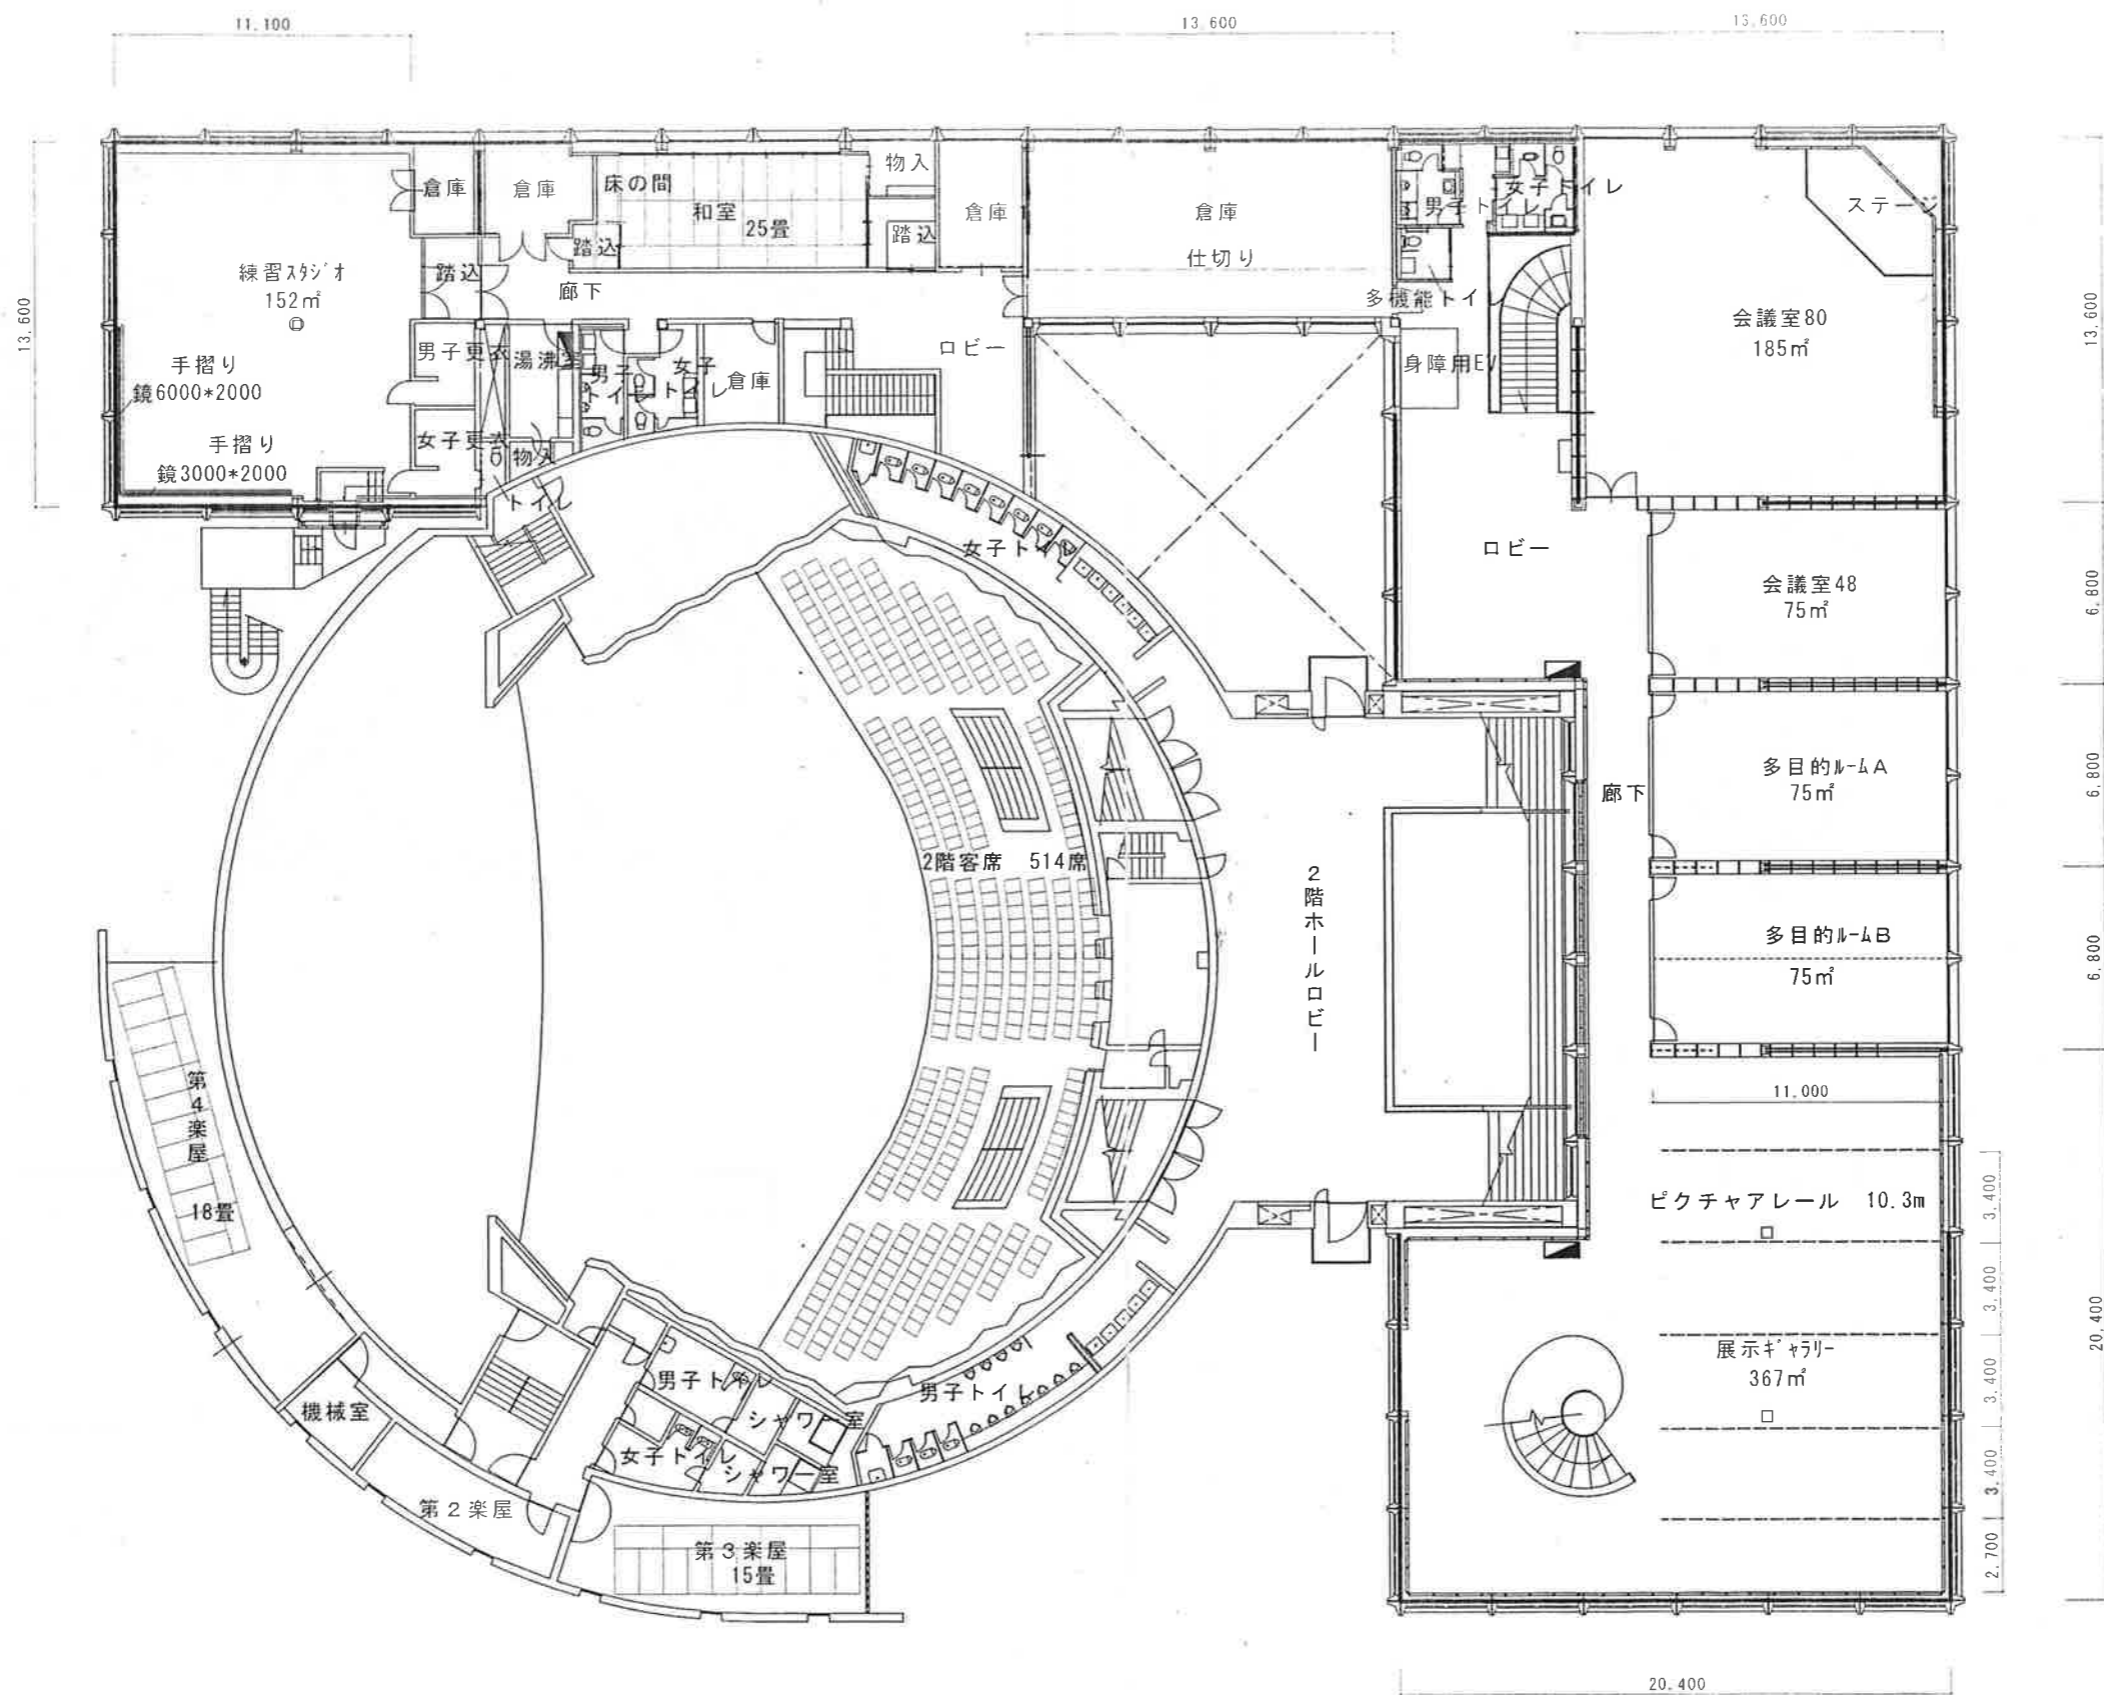 11,100
13,600
13,600
倉庫
倉庫
床の間
物入
和室
25畳
踏込
踏込
倉庫
倉庫
仕切り
男子トイレ
女子トイレ
ステージ
練習スタジオ
152㎡
踏込
廊下
多機能トイ
会議室80
185㎡
13,600
13,600
手摺り
鏡6000*2000
手摺り
鏡3000*2000
男子更衣
湯沸室
男子
トイレ
女子
トイレ
倉庫
ロビー
身障用EV
女子更衣
物入
トイレ
女子トイレ
ロビー
会議室48
75㎡
6,800
多目的ルームA
75㎡
6,800
廊下
2階客席 514席
2階ホールロビー
多目的ルームB
75㎡
6,800
11,000
第4楽屋
18畳
ピクチャアレール 10.3m
3,400
3,400
3,400
3,400
2,700
20,400
展示ギャラリー
367㎡
男子トイレ
シャワー室
男子トイレ
機械室
女子トイレ
シャワー室
第2楽屋
第3楽屋
15畳
20,400